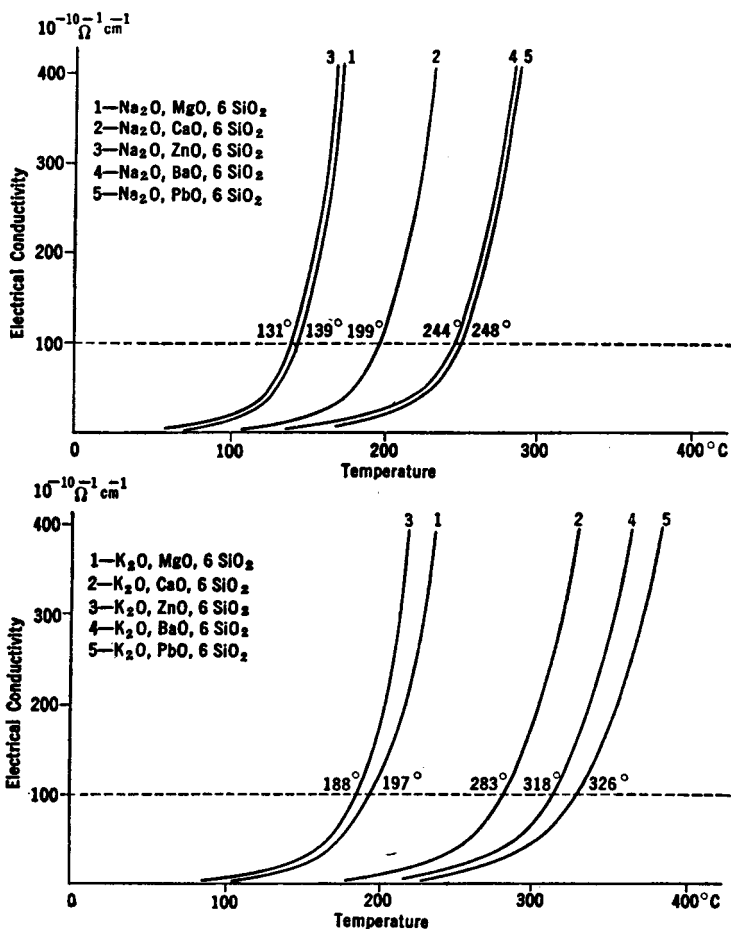 10⁻¹⁰Ω⁻¹cm⁻¹
3 1 2 4 5
400
1—Na₂O, MgO, 6 SiO₂
2—Na₂O, CaO, 6 SiO₂
3—Na₂O, ZnO, 6 SiO₂
4—Na₂O, BaO, 6 SiO₂
5—Na₂O, PbO, 6 SiO₂
300
200
Electrical Conductivity
131° 139° 199° 244° 248°
100
0 100 200 300 400°C
Temperature
10⁻¹⁰Ω⁻¹cm⁻¹
3 1 2 4 5
400
1—K₂O, MgO, 6 SiO₂
2—K₂O, CaO, 6 SiO₂
3—K₂O, ZnO, 6 SiO₂
4—K₂O, BaO, 6 SiO₂
5—K₂O, PbO, 6 SiO₂
300
200
Electrical Conductivity
188° 197° 283° 318° 326°
100
0 100 200 300 400°C
Temperature